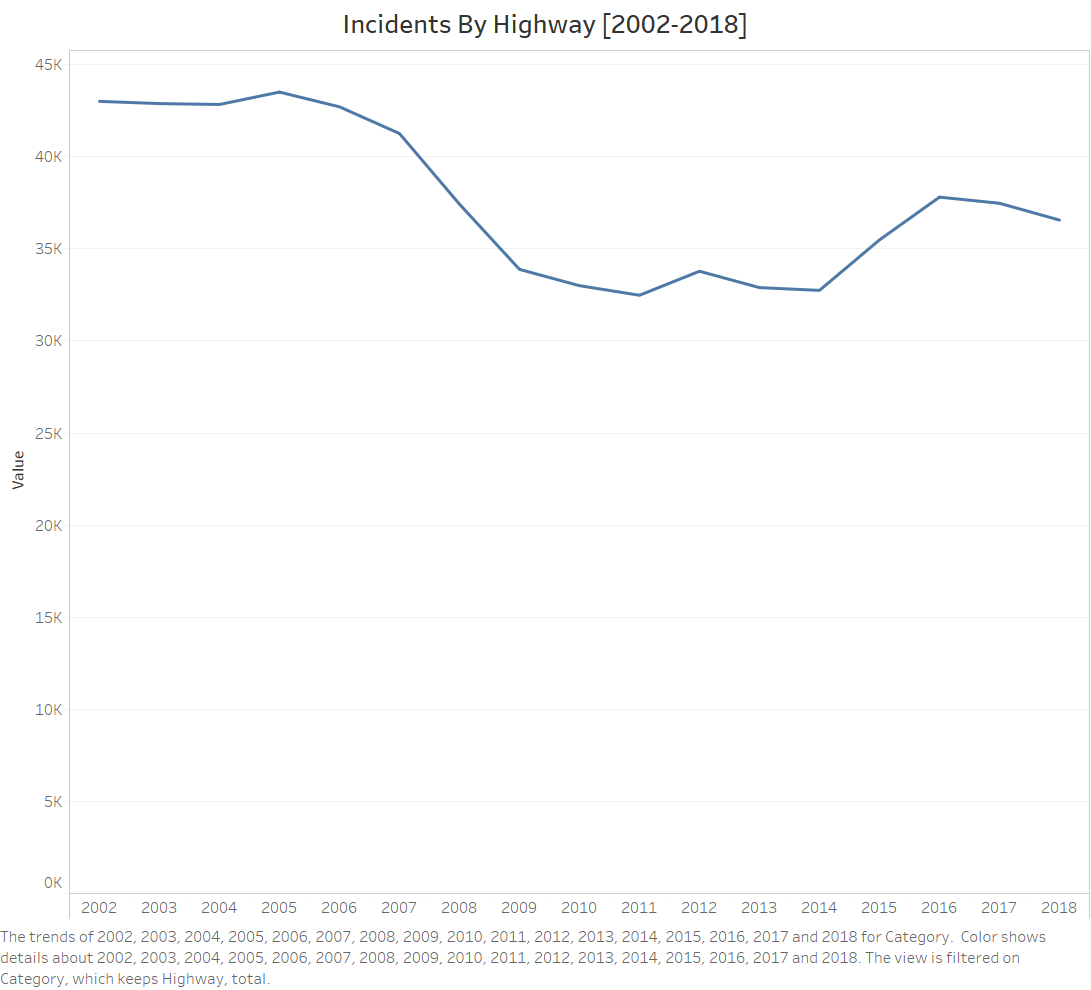 Incidents By Highway [2002-2018]
45K
40K
35K
30K
25K
20K
15K
10K
5K
0K
Value
2002 2003 2004 2005 2006 2007 2008 2009 2010 2011 2012 2013 2014 2015 2016 2017 2018
The trends of 2002, 2003, 2004, 2005, 2006, 2007, 2008, 2009, 2010, 2011, 2012, 2013, 2014, 2015, 2016, 2017 and 2018 for Category.  Color shows
details about 2002, 2003, 2004, 2005, 2006, 2007, 2008, 2009, 2010, 2011, 2012, 2013, 2014, 2015, 2016, 2017 and 2018. The view is filtered on
Category, which keeps Highway, total.